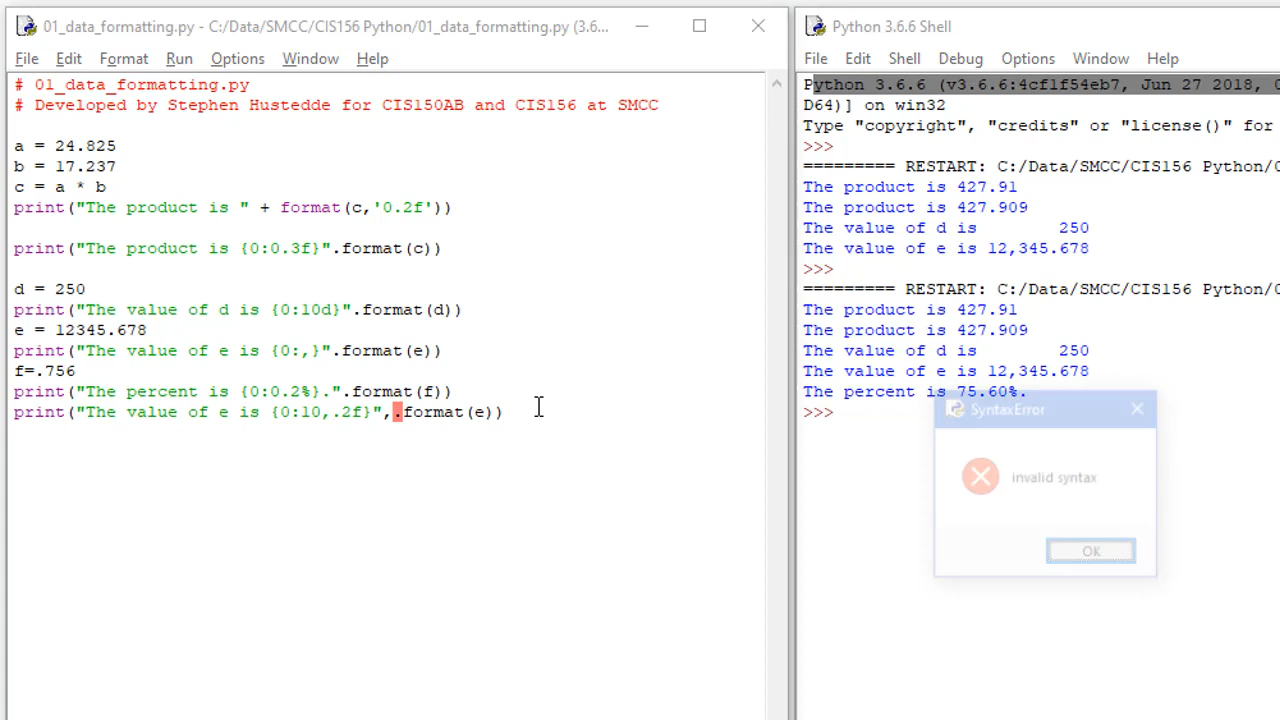 01_data_formatting.py - C:/Data/SMCC/CIS156 Python/01_data_formatting.py (3.6...
File Edit Format Run Options Window Help
# 01_data_formatting.py
# Developed by Stephen Hustedde for CIS150AB and CIS156 at SMCC
a = 24.825
b = 17.237
c = a * b
print("The product is " + format(c,'0.2f'))
print("The product is {0:0.3f}".format(c))
d = 250
print("The value of d is {0:10d}".format(d))
e = 12345.678
print("The value of e is {0:,}".format(e))
f=.756
print("The percent is {0:0.2%}.".format(f))
print("The value of e is {0:10,.2f}",.format(e))
Python 3.6.6 Shell
File Edit Shell Debug Options Window Help
Python 3.6.6 (v3.6.6:4cf1f54eb7, Jun 27 2018, 0
D64)] on win32
Type "copyright", "credits" or "license()" for
>>>
========= RESTART: C:/Data/SMCC/CIS156 Python/0
The product is 427.91
The product is 427.909
The value of d is        250
The value of e is 12,345.678
>>>
========= RESTART: C:/Data/SMCC/CIS156 Python/0
The product is 427.91
The product is 427.909
The value of d is        250
The value of e is 12,345.678
The percent is 75.60%.
>>>
SyntaxError
invalid syntax
OK